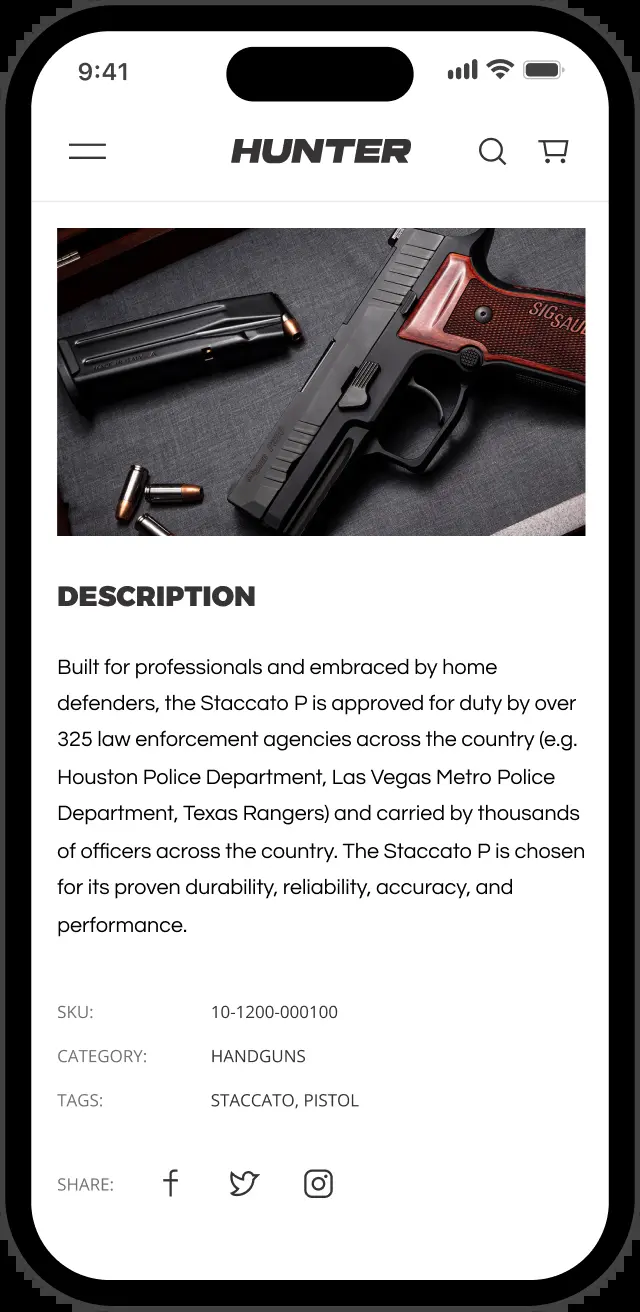 9:41
HUNTER
SIG SAUE
DESCRIPTION
Built for professionals and embraced by home
defenders, the Staccato P is approved for duty by over
325 law enforcement agencies across the country (e.g.
Houston Police Department, Las Vegas Metro Police
Department, Texas Rangers) and carried by thousands
of officers across the country. The Staccato P is chosen
for its proven durability, reliability, accuracy, and
performance.
SKU: 10-1200-000100
CATEGORY: HANDGUNS
TAGS: STACCATO, PISTOL
SHARE: